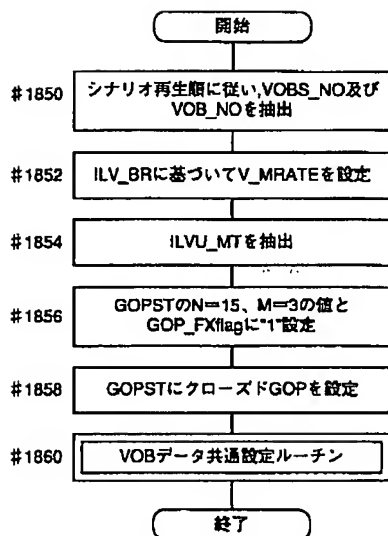 開始
#1850
シナリオ再生順に従い,VOBS_NO及び
VOB_NOを抽出
#1852
ILV_BRに基づいてV_MRATEを設定
#1854
ILVU_MTを抽出
#1856
GOPSTのN=15、M=3の値と
GOP_FXflagに"1"設定
#1858
GOPSTにクローズドGOPを設定
#1860
VOBデータ共通設定ルーチン
終了